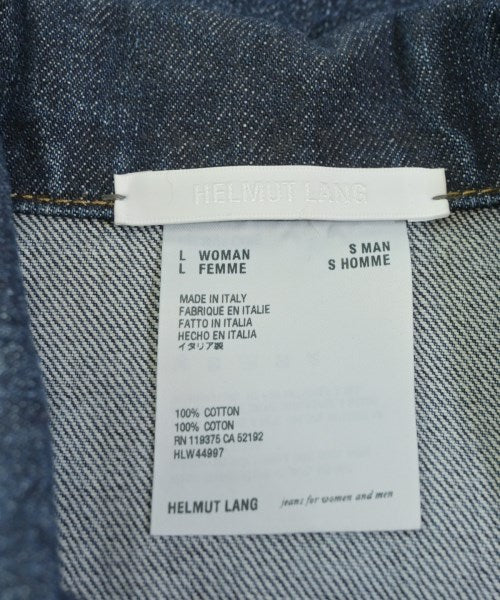 HELMUT LANG
L WOMAN S MAN
L FEMME S HOMME
MADE IN ITALY
FABRIQUÉ EN ITALIE
FATTO IN ITALIA
HECHO EN ITALIA
イタリア製
100% COTTON
100% COTON
RN 119375 CA 52192
HLW44997
HELMUT LANG jeans for women and men